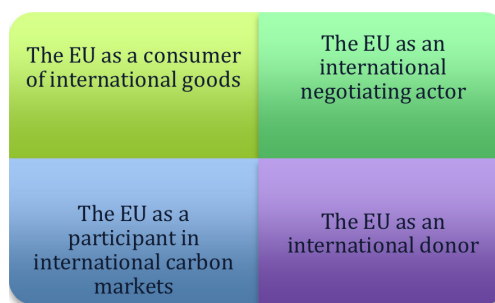 The EU as a consumer
of international goods
The EU as an
international
negotiating actor
The EU as a
participant in
international carbon
markets
The EU as an
international donor